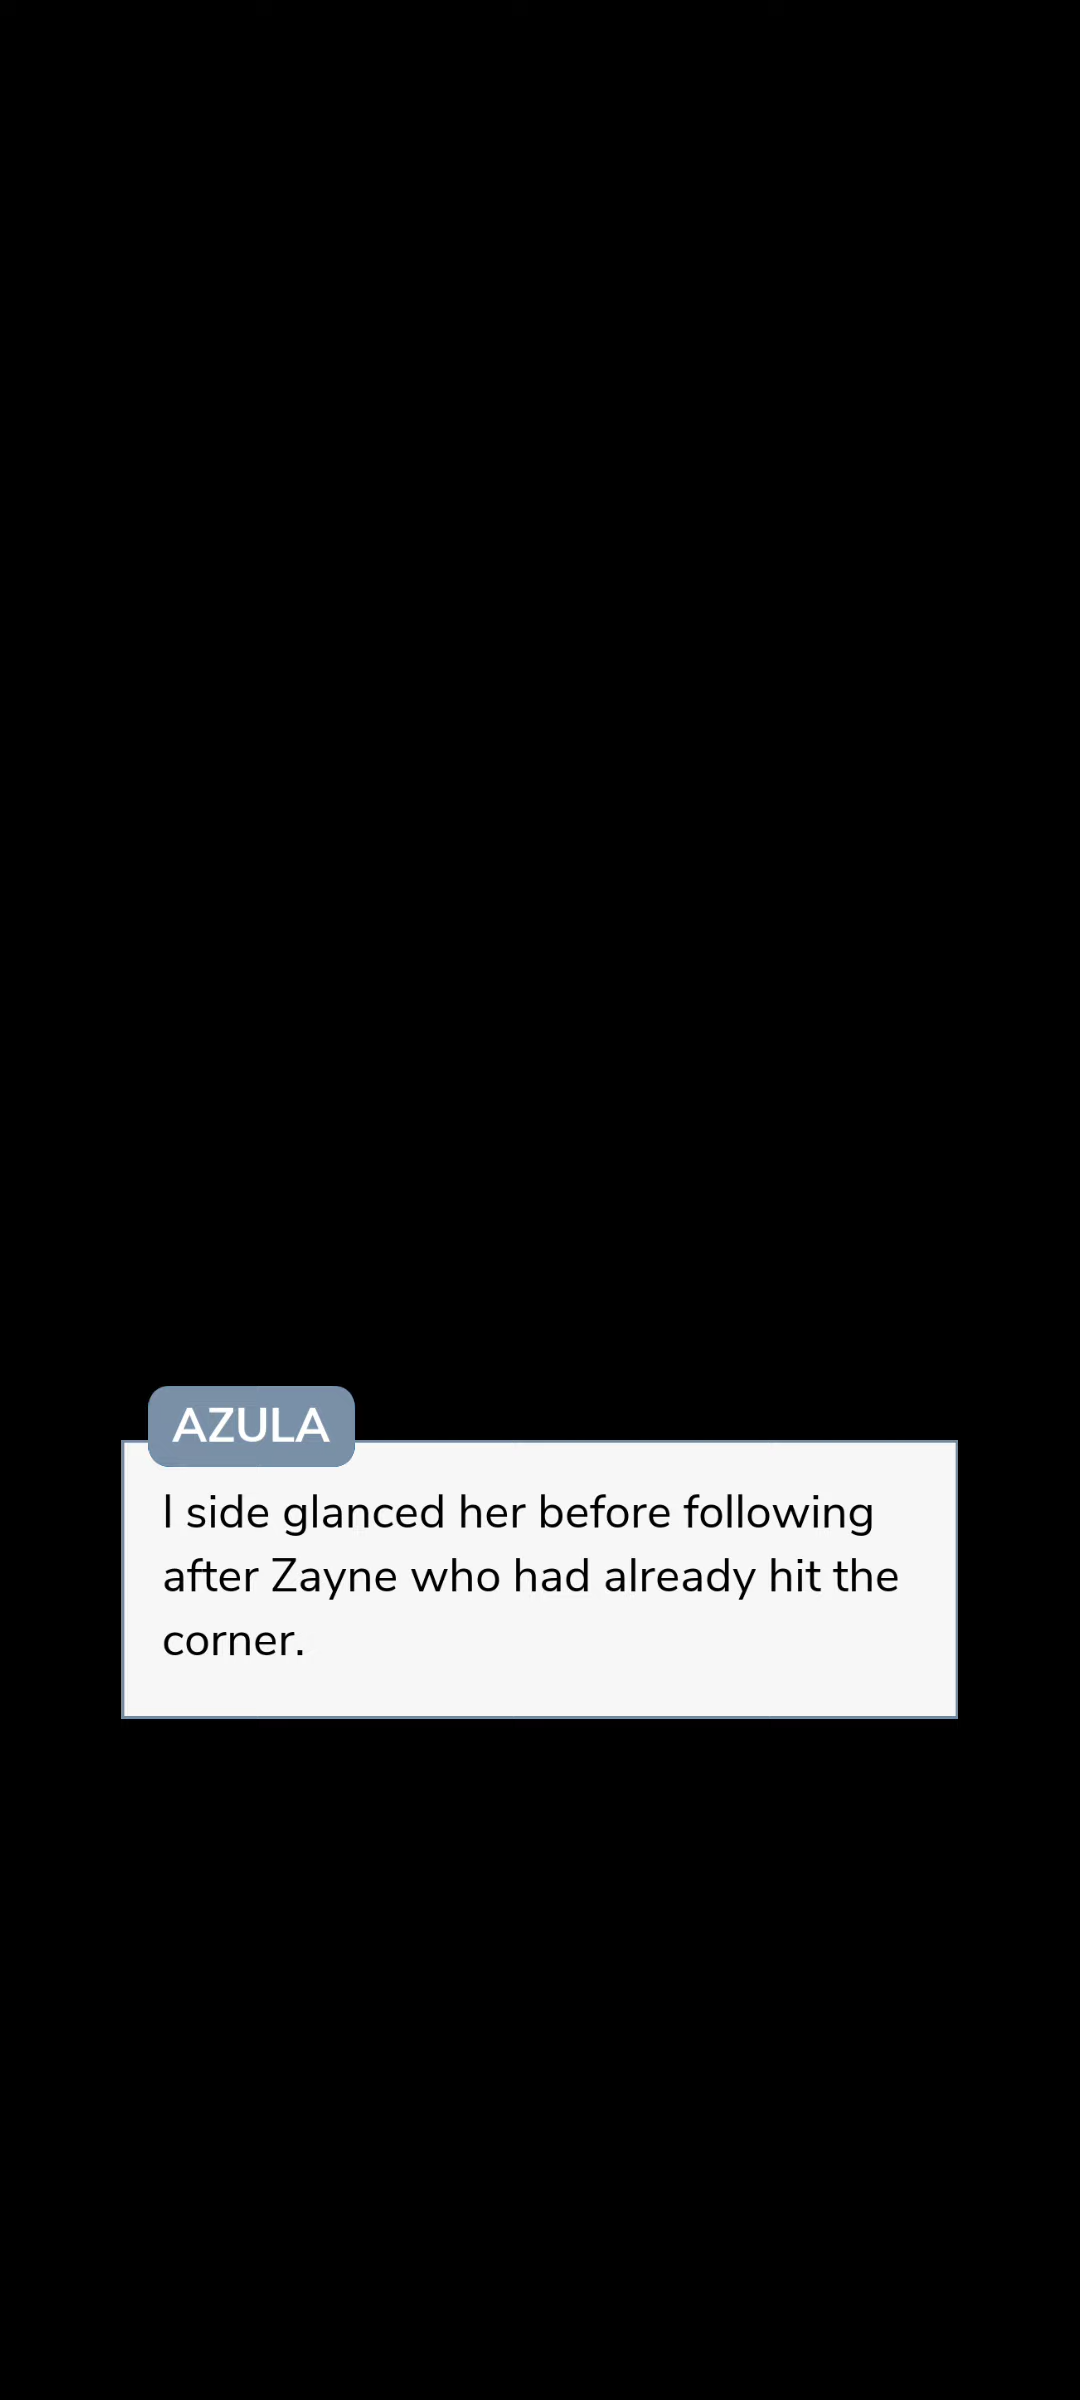 AZULA
I side glanced her before following
after Zayne who had already hit the
corner.